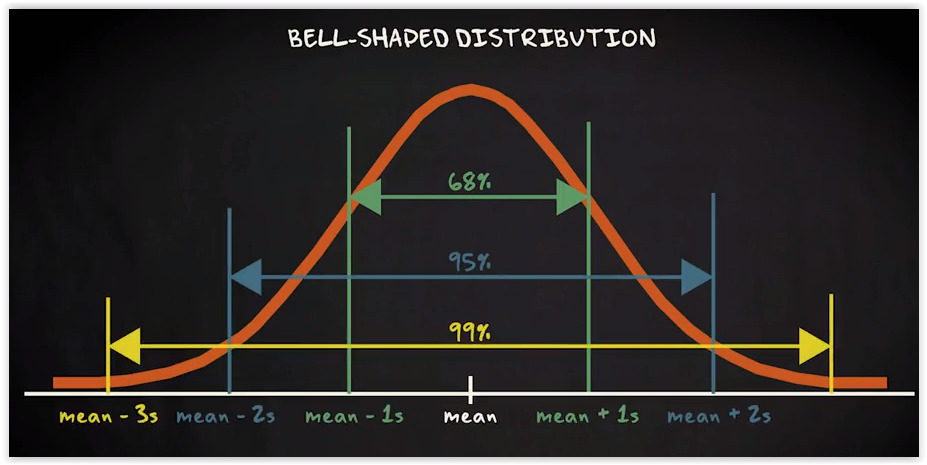 BELL-SHAPED DISTRIBUTION
68%
95%
99%
mean - 3s mean - 2s mean - 1s mean mean + 1s mean + 2s